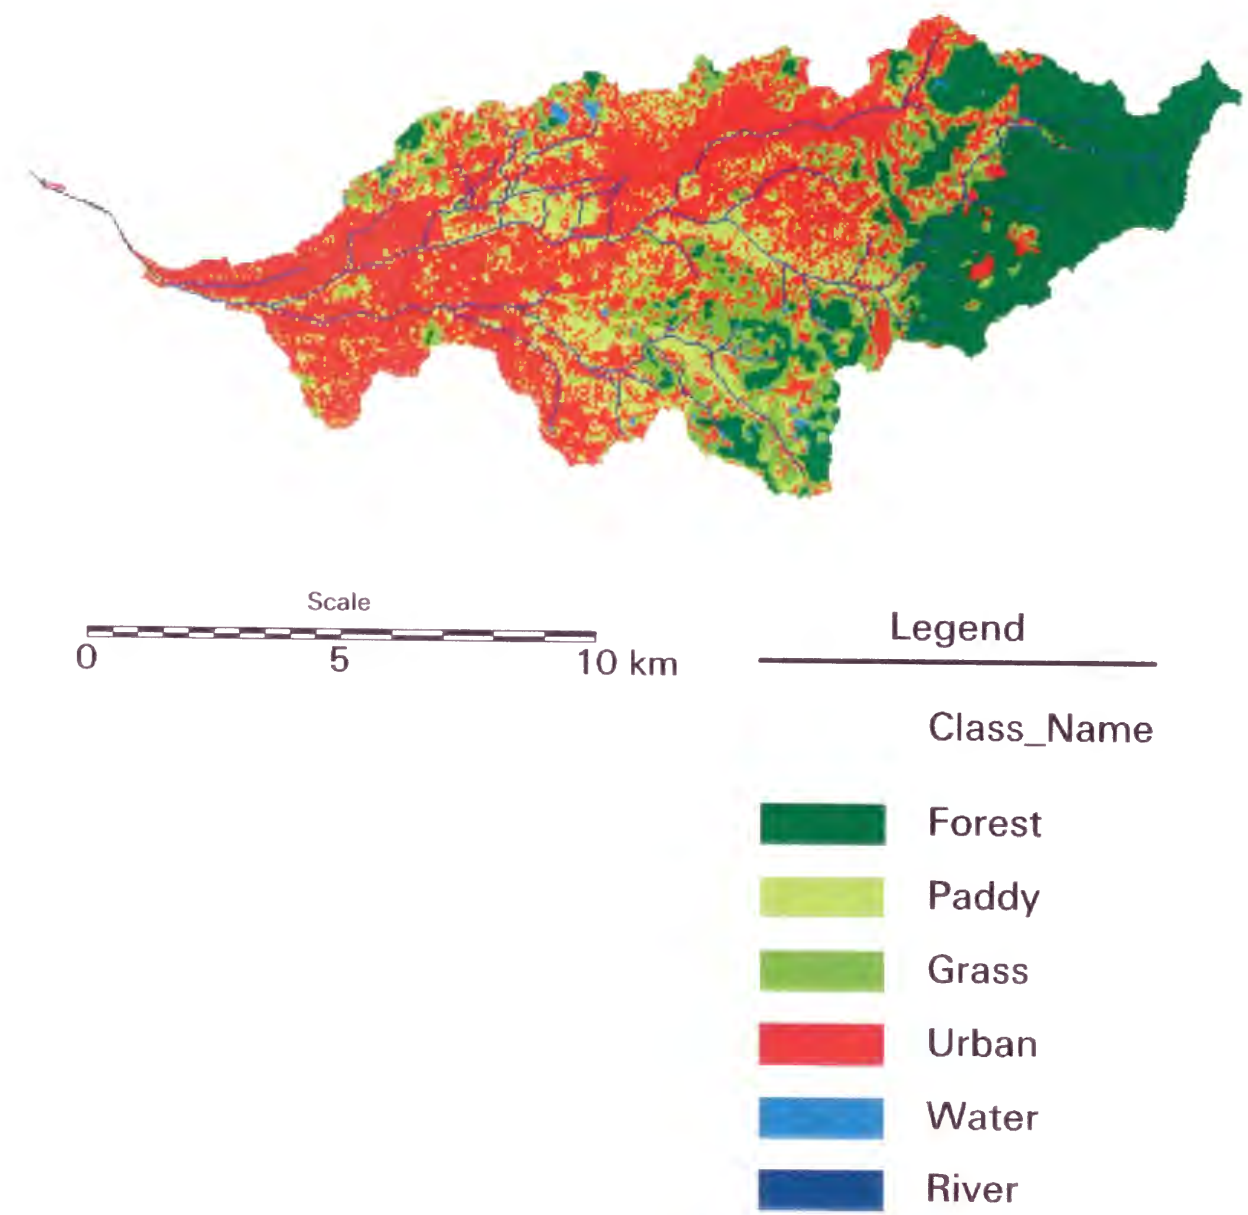 Scale
0 5 10 km
Legend
Class_Name
Forest
Paddy
Grass
Urban
Water
River